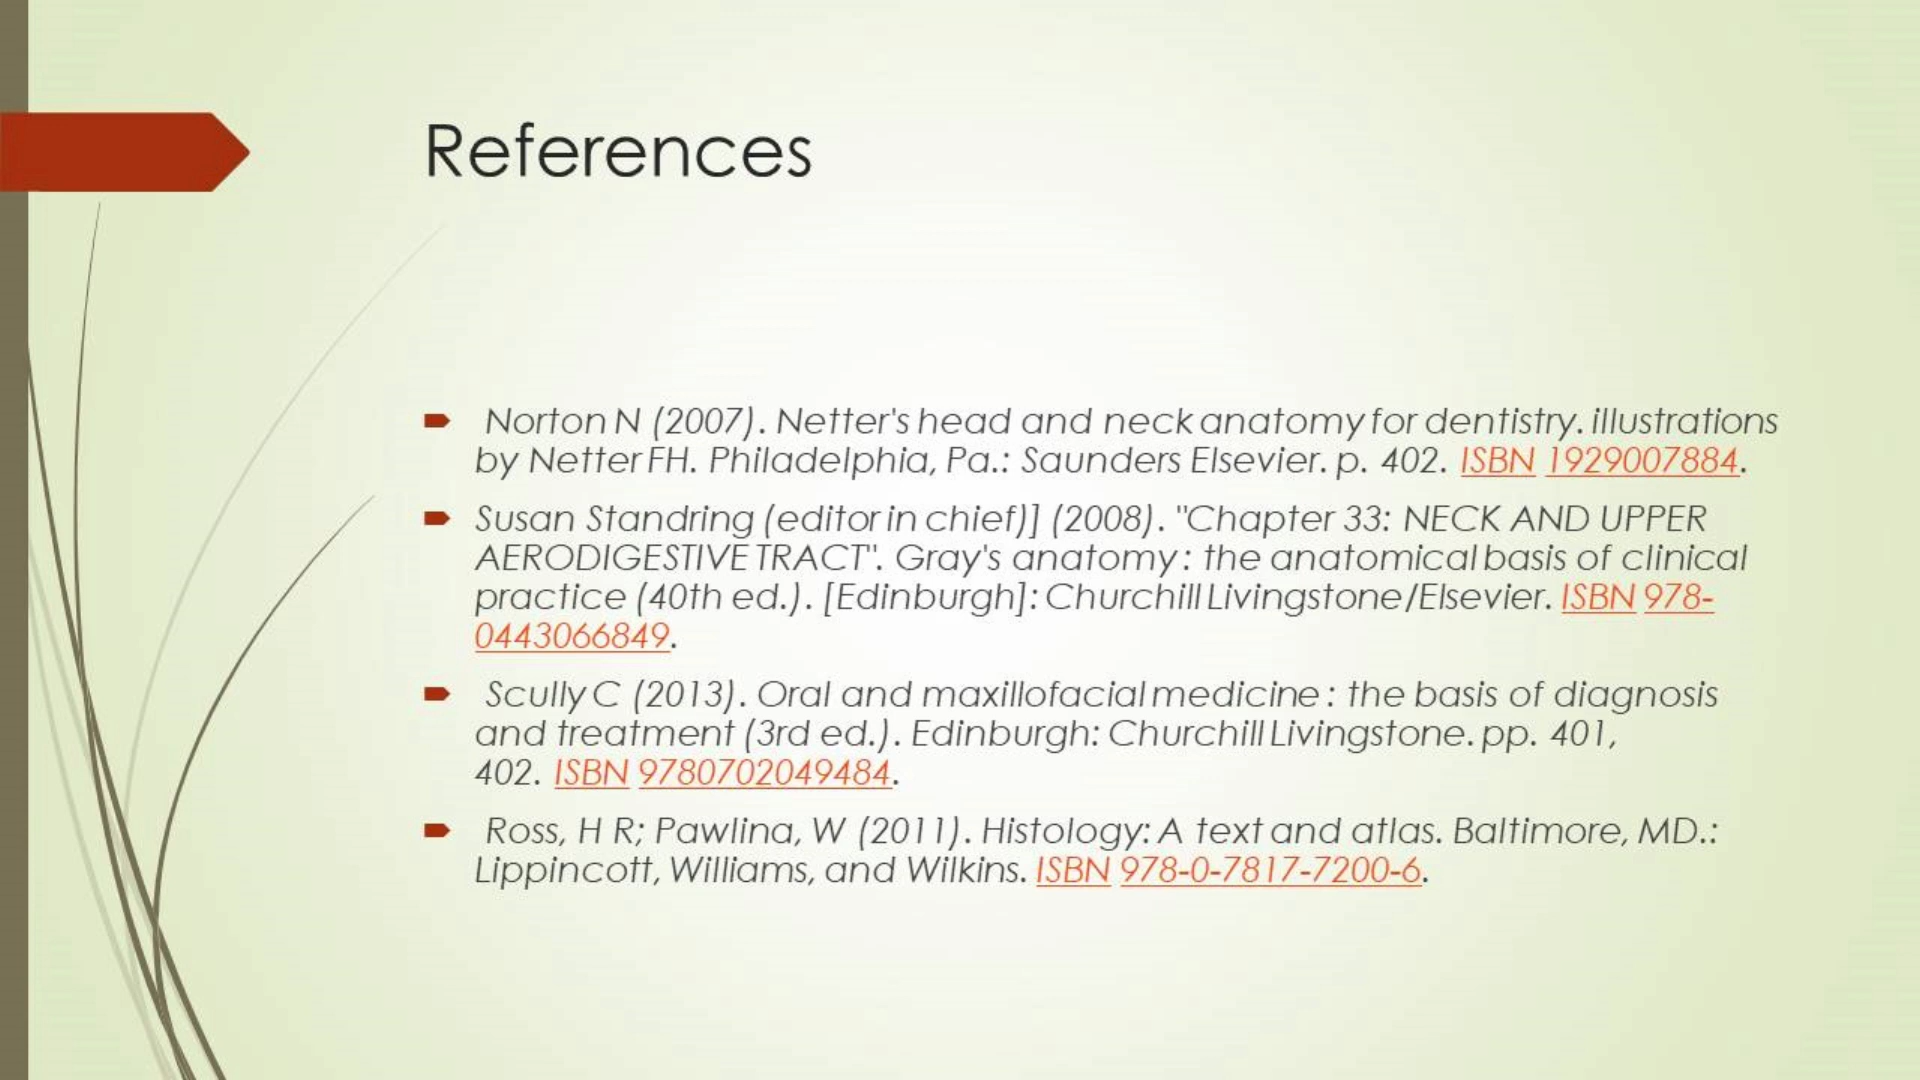 References
Norton N (2007). Netter's head and neck anatomy for dentistry. illustrations
by Netter FH. Philadelphia, Pa.: Saunders Elsevier. p. 402. ISBN 1929007884.
Susan Standring (editor in chief)] (2008). "Chapter 33: NECK AND UPPER
AERODIGESTIVE TRACT". Gray's anatomy : the anatomical basis of clinical
practice (40th ed.). [Edinburgh]: Churchill Livingstone/Elsevier. ISBN 978-
0443066849.
Scully C (2013). Oral and maxillofacial medicine : the basis of diagnosis
and treatment (3rd ed.). Edinburgh: Churchill Livingstone. pp. 401,
402. ISBN 9780702049484.
Ross, H R; Pawlina, W (2011). Histology: A text and atlas. Baltimore, MD.:
Lippincott, Williams, and Wilkins. ISBN 978-0-7817-7200-6.